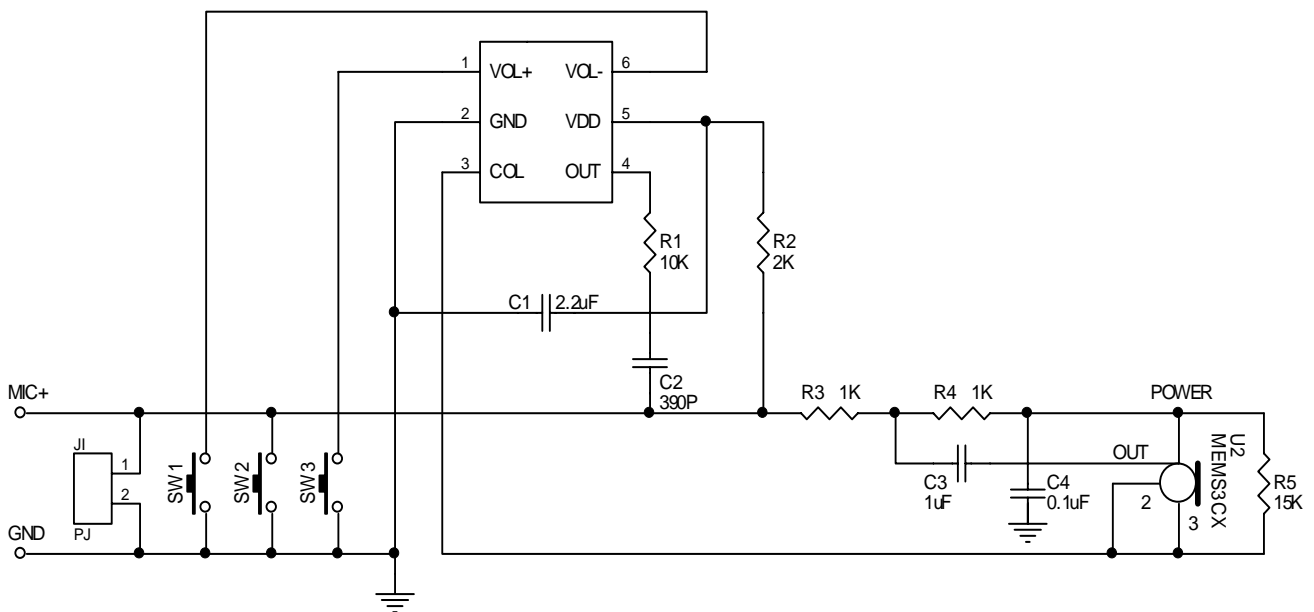 1
VOL+
VOL-
6
2
GND
VDD
5
3
COL
OUT
4
R1
10K
R2
2K
C1
2.2uF
C2
390P
MIC+
R3
1K
R4
1K
POWER
JI
1
2
PJ
SW1
SW2
SW3
OUT
U2
MEMS3CX
C3
1uF
C4
0.1uF
2
3
R5
15K
GND